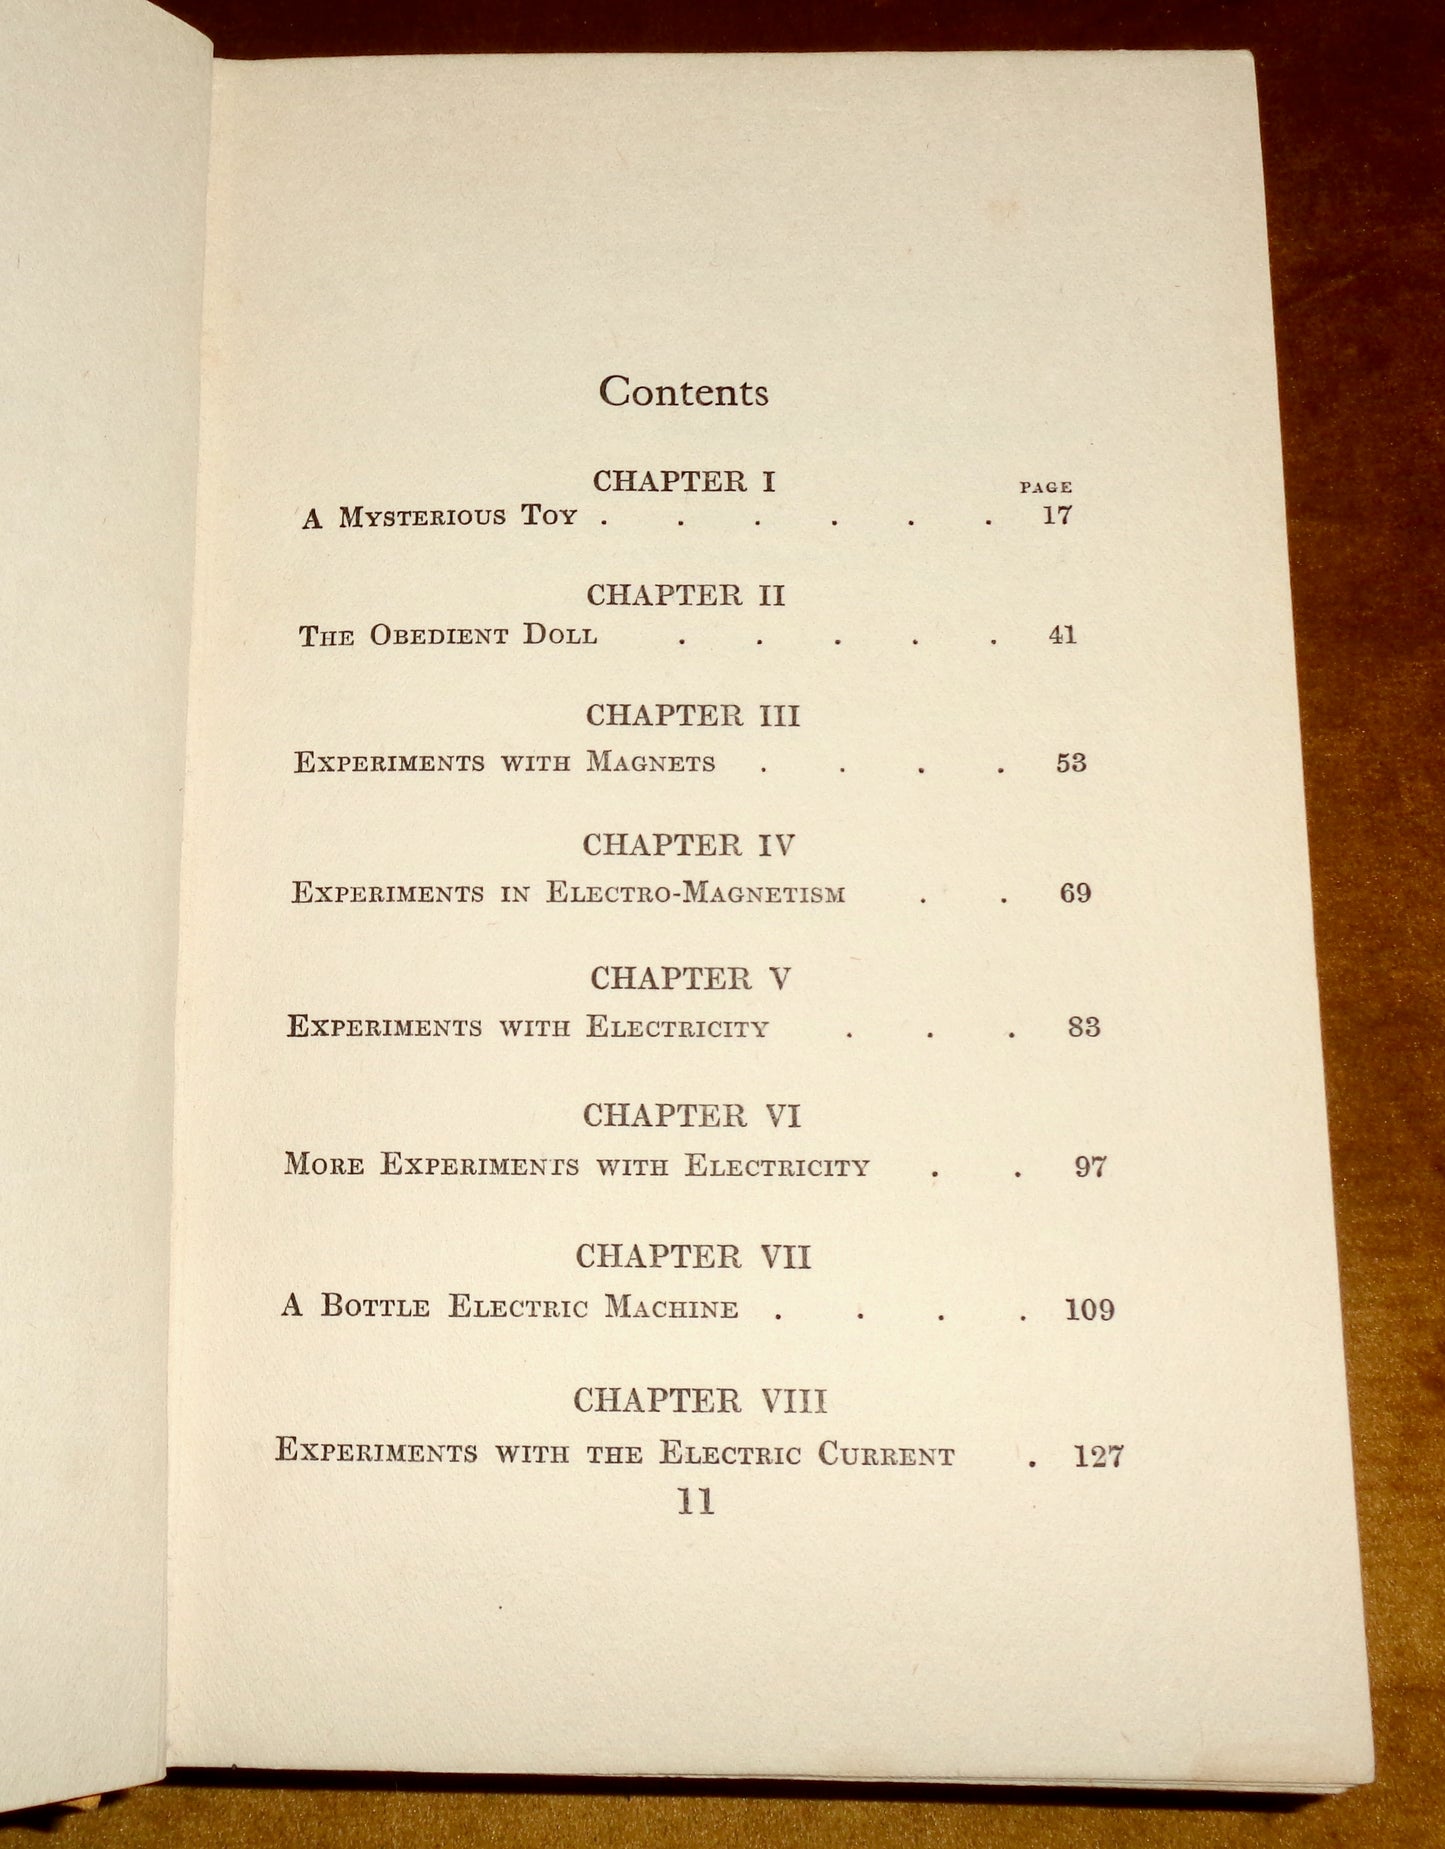 Contents
CHAPTER I
PAGE
A Mysterious Toy . . . . . . 17
CHAPTER II
The Obedient Doll . . . . . 41
CHAPTER III
Experiments with Magnets . . . . 53
CHAPTER IV
Experiments in Electro-Magnetism . . 69
CHAPTER V
Experiments with Electricity . . . 83
CHAPTER VI
More Experiments with Electricity . . 97
CHAPTER VII
A Bottle Electric Machine . . . . 109
CHAPTER VIII
Experiments with the Electric Current . 127
11